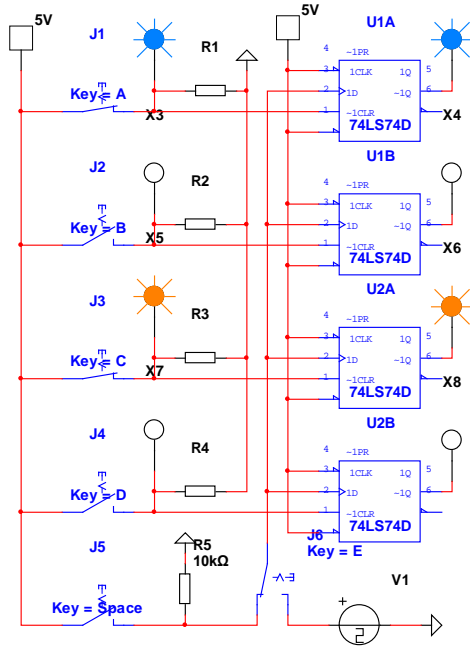 5V
5V
J1
R1
U1A
Key = A
X3
4
~1PR
3
1CLK
1Q
5
2
1D
~1Q
6
1
~1CLR
74LS74D
X4
J2
R2
U1B
Key = B
X5
4
~1PR
3
1CLK
1Q
5
2
1D
~1Q
6
1
~1CLR
74LS74D
X6
J3
R3
U2A
Key = C
X7
4
~1PR
3
1CLK
1Q
5
2
1D
~1Q
6
1
~1CLR
74LS74D
X8
J4
R4
U2B
Key = D
4
~1PR
3
1CLK
1Q
5
2
1D
~1Q
6
1
~1CLR
74LS74D
J5
R5
10kΩ
J6
Key = E
Key = Space
V1